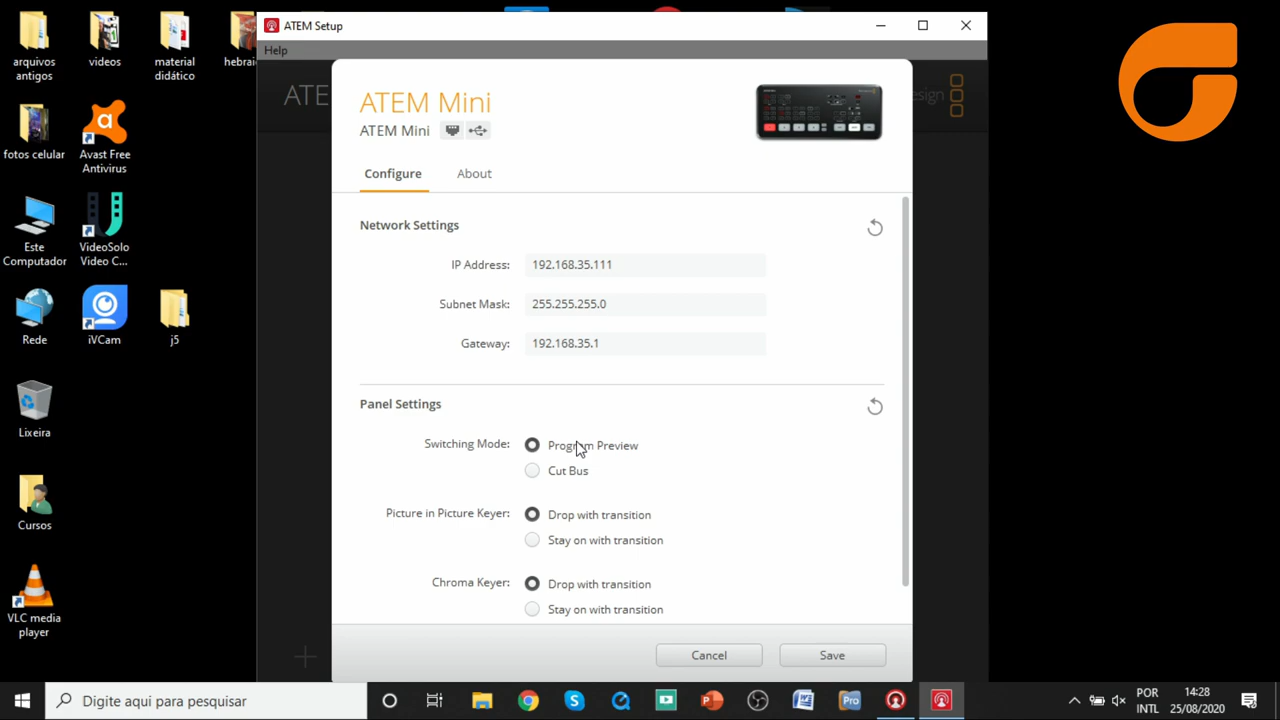 ATEM Setup
Help
ATE
esign
ATEM Mini
ATEM Mini
Configure
About
Network Settings
IP Address: 192.168.35.111
Subnet Mask: 255.255.255.0
Gateway: 192.168.35.1
Panel Settings
Switching Mode: Program Preview
Cut Bus
Picture in Picture Keyer: Drop with transition
Stay on with transition
Chroma Keyer: Drop with transition
Stay on with transition
Cancel
Save
arquivos
antigos
videos
material
didático
hebrai
fotos celular
Avast Free
Antivirus
Este
Computador
VideoSolo
Video C...
Rede
iVCam
j5
Lixeira
Cursos
VLC media
player
Digite aqui para pesquisar
Pro
POR
INTL
14:28
25/08/2020